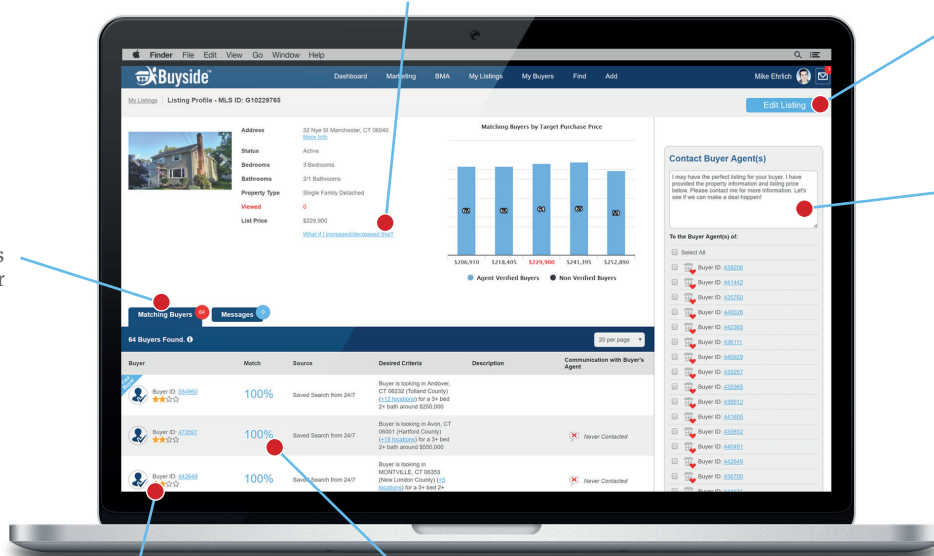 Finder File Edit View Go Window Help
Buyside
Dashboard Marketing BMA My Listings My Buyers Find Add
Mike Ehrlich
My Listings Listing Profile - MLS ID: G10229765
Edit Listing
Address 32 Nye St Manchester, CT 06040
More Info
Status Active
Bedrooms 3 Bedrooms
Bathrooms 2/1 Bathrooms
Property Type Single Family Detached
Viewed 0
List Price $229,900
What if I increased/decreased this?
Matching Buyers by Target Purchase Price
62 62 64 65 59
$206,910 $218,405 $229,900 $241,395 $252,890
Agent Verified Buyers Non Verified Buyers
Contact Buyer Agent(s)
I may have the perfect listing for your buyer. I have
provided the property information and listing price
below. Please contact me for more information. Let's
see if we can make a deal happen!
To the Buyer Agent(s) of:
Select All
Buyer ID: 438206
Buyer ID: 441442
Buyer ID: 435760
Buyer ID: 440026
Buyer ID: 442365
Buyer ID: 436111
Buyer ID: 440929
Buyer ID: 435267
Buyer ID: 435365
Buyer ID: 438912
Buyer ID: 441605
Buyer ID: 435652
Buyer ID: 440491
Buyer ID: 442649
Buyer ID: 436700
Buyer ID:
s
r
Matching Buyers 64 Messages 0
64 Buyers Found.
20 per page
Buyer Match Source Desired Criteria Description Communication with Buyer's
Agent
Buyer ID: 554960 100% Saved Search from 24/7
Buyer is looking in Andover,
CT 06232 (Tolland County)
(+12 locations) for a 3+ bed
2+ bath around $250,000
Buyer ID: 473597 100% Saved Search from 24/7
Buyer is looking in Avon, CT
06001 (Hartford County)
(+18 locations) for a 3+ bed
2+ bath around $550,000
Never Contacted
Buyer ID: 442649 100% Saved Search from 24/7
Buyer is looking in
MONTVILLE, CT 06353
(New London County) (+9
locations) for a 3+ bed 2+
Never Contacted